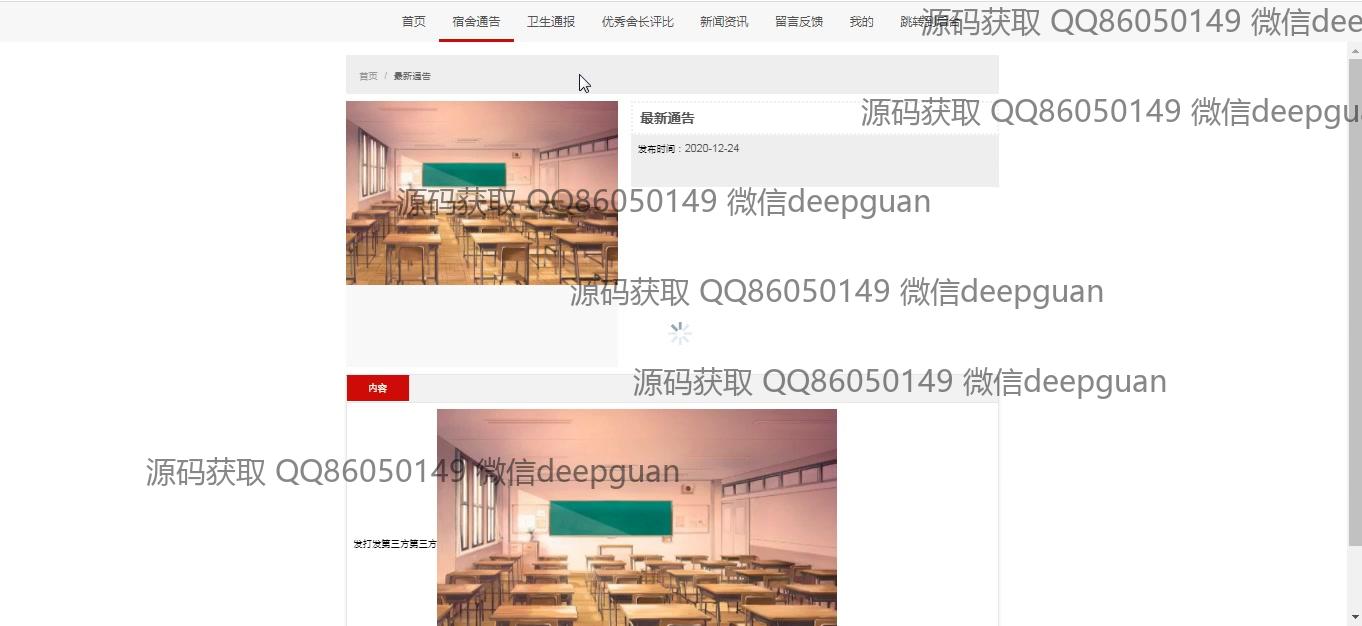 首页 宿舍通告 卫生通报 优秀舍长评比 新闻资讯 留言反馈 我的 跳转到后台
源码获取 QQ86050149 微信dee
首页 / 最新通告
最新通告
源码获取 QQ86050149 微信deepgu
发布时间：2020-12-24
源码获取 QQ86050149 微信deepguan
源码获取 QQ86050149 微信deepguan
源码获取 QQ86050149 微信deepguan
内容
源码获取 QQ86050149 微信deepguan
发打发第三方第三方